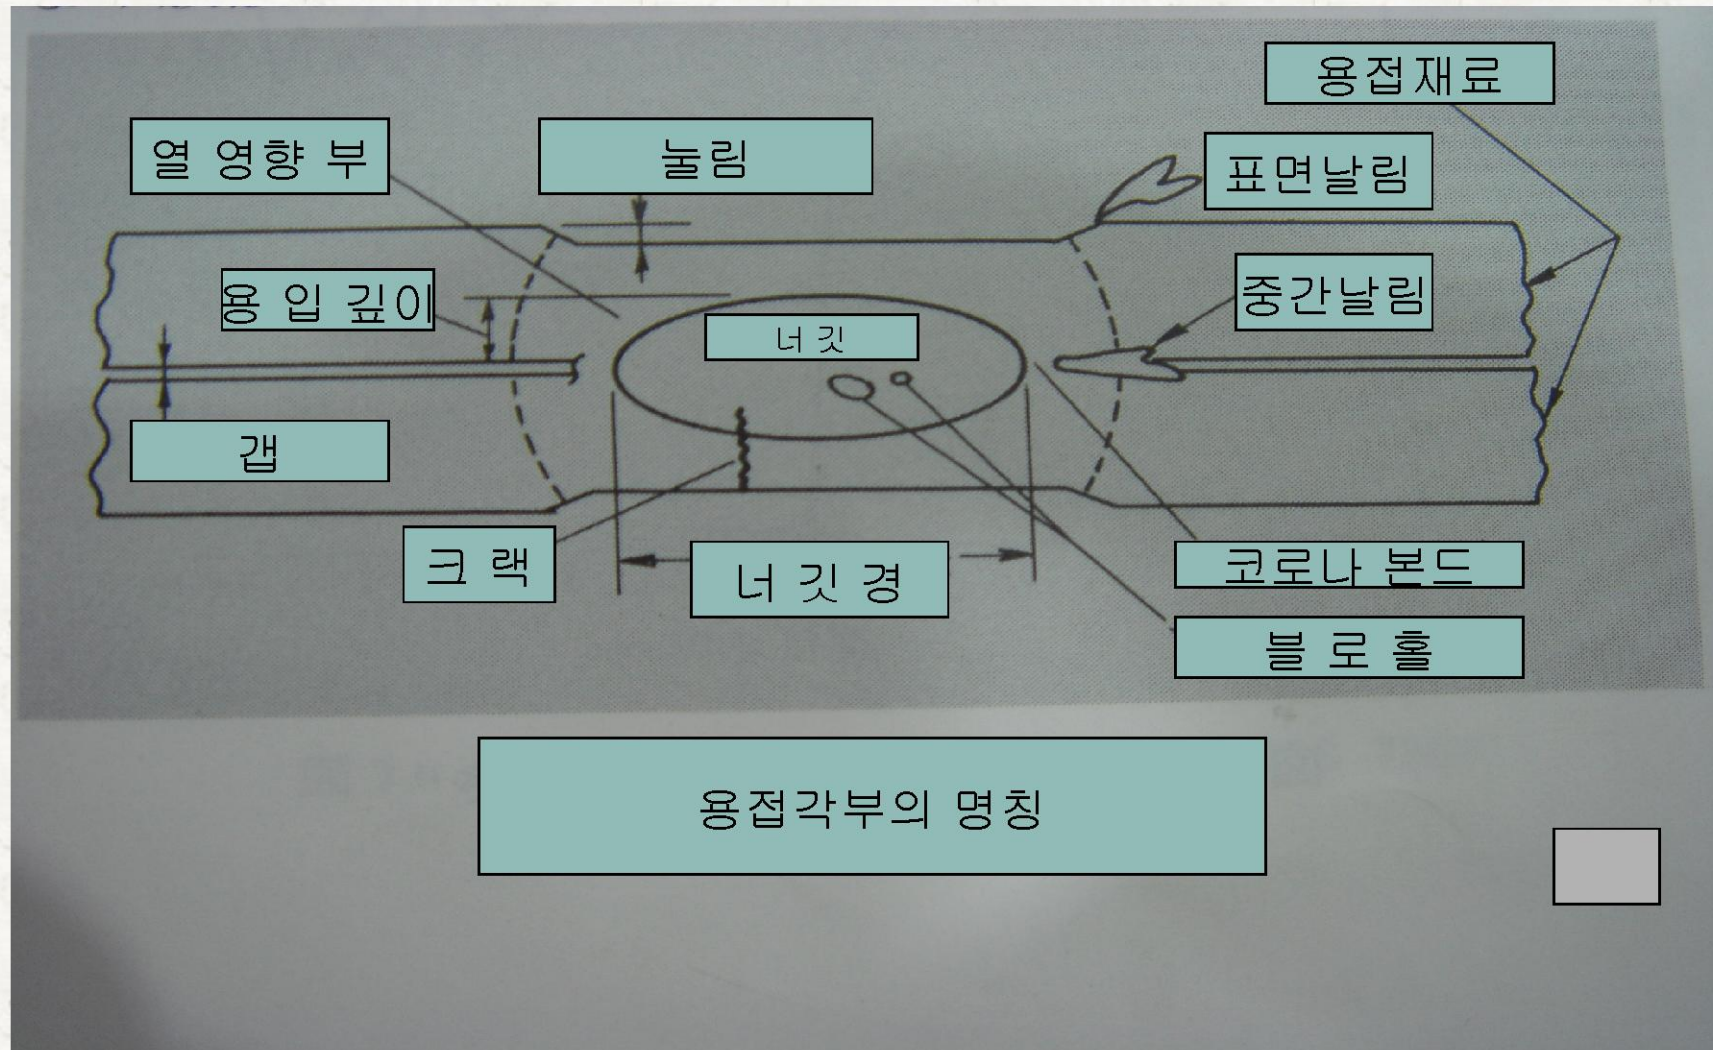 용접재료
열 영향 부
눌림
표면날림
용 입 깊이
중간날림
너 깃
갭
크 랙
너 깃 경
코로나 본드
블 로 홀
용접각부의 명칭